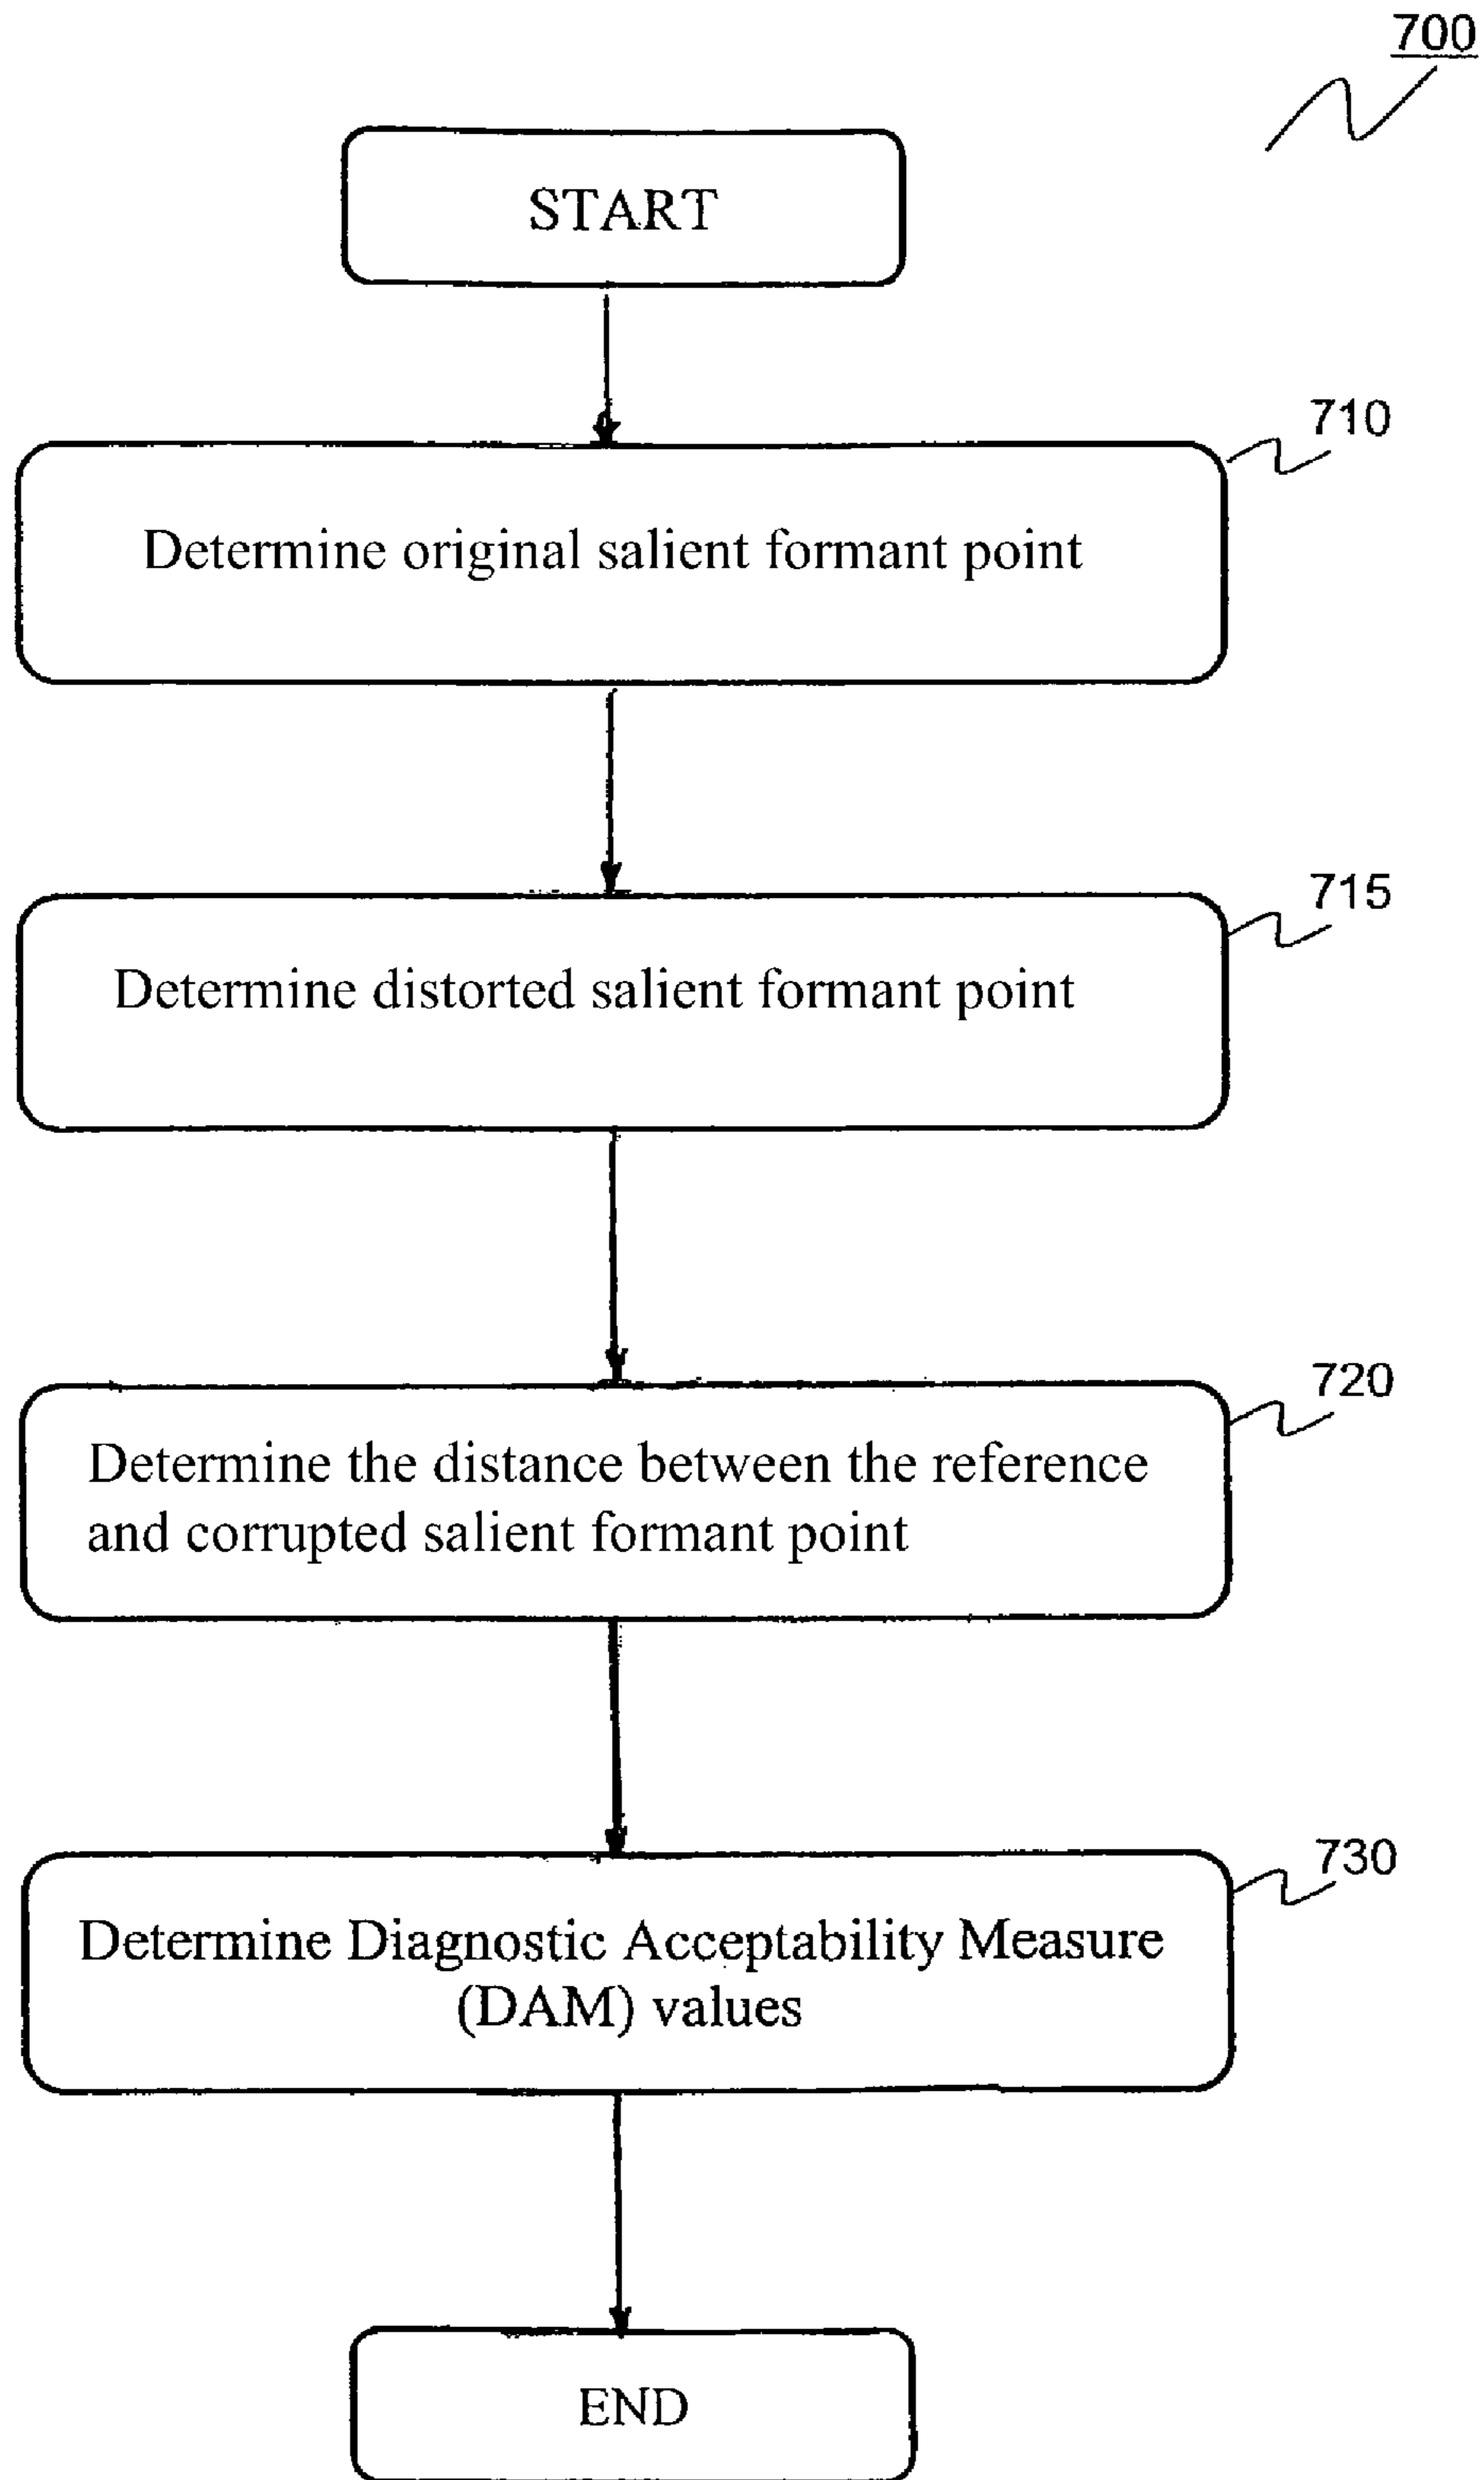 700
START
710
Determine original salient formant point
715
Determine distorted salient formant point
720
Determine the distance between the reference
and corrupted salient formant point
730
Determine Diagnostic Acceptability Measure
(DAM) values
END